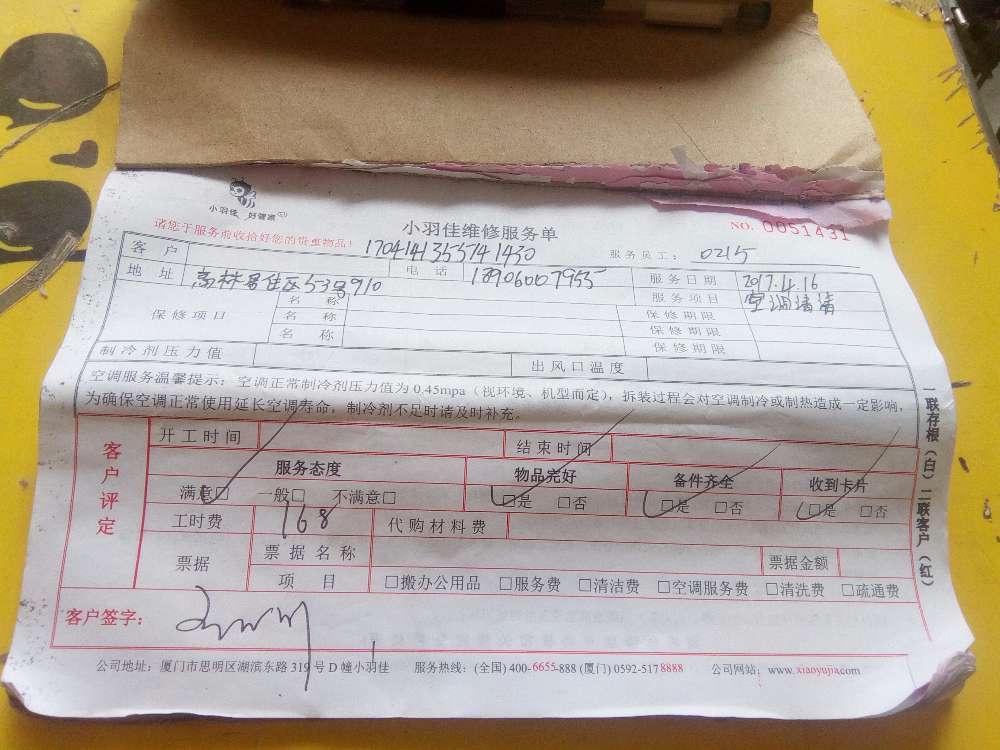 小羽佳 好管家
小羽佳维修服务单
NO. 0051431
请您于服务前收拾好您的贵重物品!
服务员工: 0215
客户 17041413535741430 电话 18906007955 服务日期 2017.4.16
地址 高林居住区53号910 服务项目 空调清洁
保修项目 名称 保修期限
名称 保修期限
名称 保修期限
制冷剂压力值 出风口温度
空调服务温馨提示:空调正常制冷剂压力值为0.45mpa(视环境、机型而定),拆装过程会对空调制冷或制热造成一定影响,
为确保空调正常使用延长空调寿命,制冷剂不足时请及时补充。
客户评定
开工时间 结束时间
服务态度 物品完好 备件齐全 收到卡片
满意□ 一般□ 不满意□ □是 □否 □是 □否 □是 □否
工时费 168 代购材料费
票据 票据名称 票据金额
项目 □搬办公用品 □服务费 □清洁费 □空调服务费 □清洗费 □疏通费
客户签字:
公司地址:厦门市思明区湖滨东路319号D幢小羽佳 服务热线:(全国)400-6655-888(厦门)0592-5178888 公司网站:www.xiaoyujia.com
一联存根(白)二联客户(红)